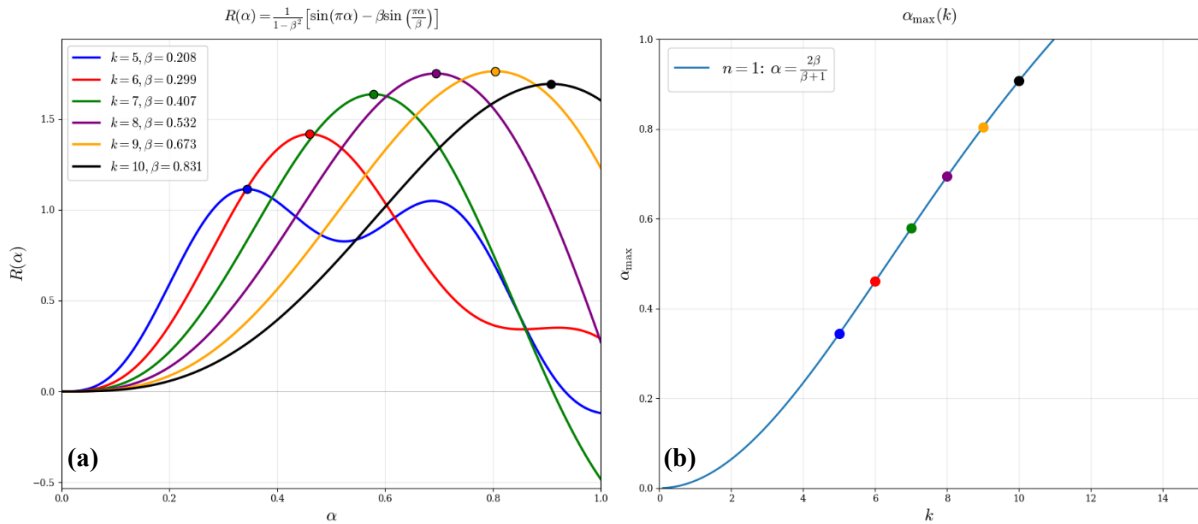 R(α) = 1/(1−β²) [sin(πα) − β sin(πα/β)]
k = 5, β = 0.208
k = 6, β = 0.299
k = 7, β = 0.407
k = 8, β = 0.532
k = 9, β = 0.673
k = 10, β = 0.831
R(α)
1.5
1.0
0.5
0.0
−0.5
(a)
0.0 0.2 0.4 0.6 0.8 1.0
α
α_max(k)
n = 1: α = 2β/(β+1)
α_max
1.0
0.8
0.6
0.4
0.2
0.0
(b)
0 2 4 6 8 10 12 14
k